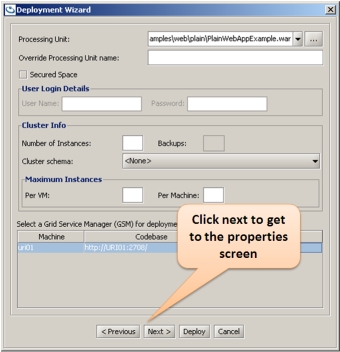 Deployment Wizard
Processing Unit:
amples\web\plain\PlainWebAppExample.war
...
Override Processing Unit name:
Secured Space
User Login Details
User Name:
Password:
Cluster Info
Number of Instances:
Backups:
Cluster schema:
<None>
Maximum Instances
Per VM:
Per Machine:
Click next to get
to the properties
screen
Select a Grid Service Manager (GSM) for deployme
Machine
Codebase
uri01
http://URI01:2708/
< Previous
Next >
Deploy
Cancel